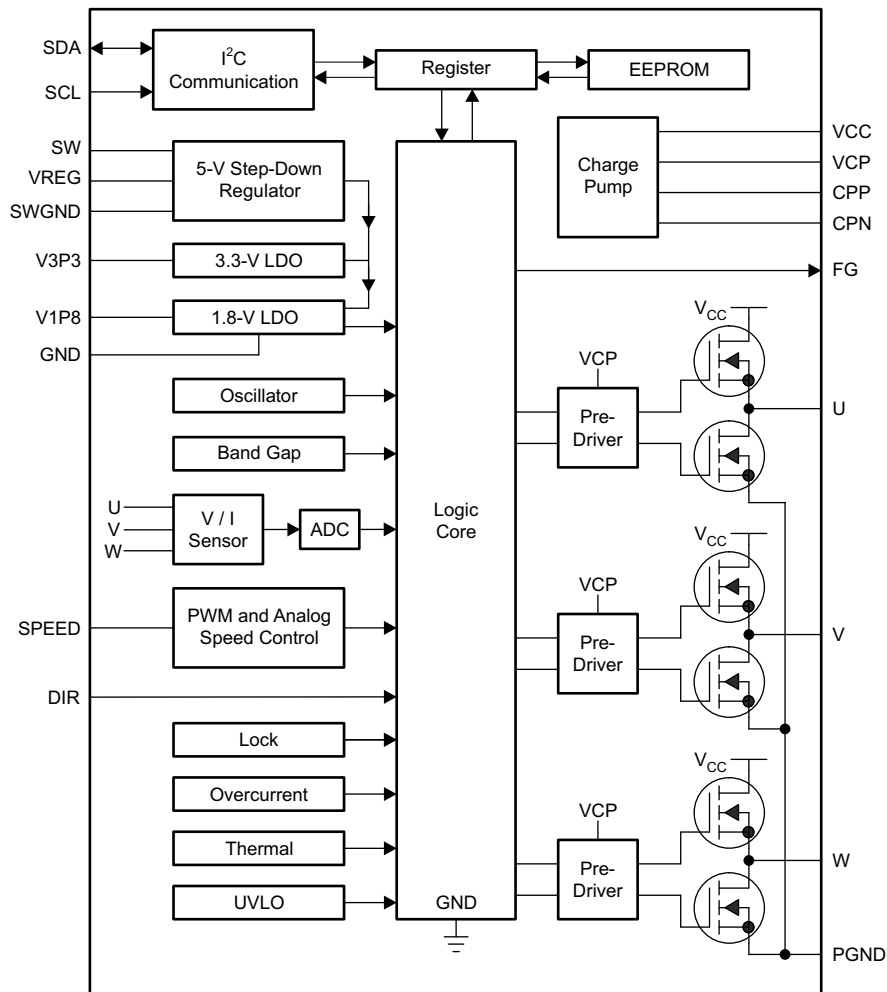 SDA
SCL
I²C
Communication
Register
EEPROM
SW
VREG
SWGND
5-V Step-Down
Regulator
V3P3
3.3-V LDO
V1P8
1.8-V LDO
GND
Oscillator
Band Gap
U
V
W
V / I
Sensor
ADC
SPEED
PWM and Analog
Speed Control
DIR
Lock
Overcurrent
Thermal
UVLO
Logic
Core
GND
Charge
Pump
VCC
VCP
CPP
CPN
FG
VCC
VCP
Pre-
Driver
U
VCC
VCP
Pre-
Driver
V
VCC
VCP
Pre-
Driver
W
PGND